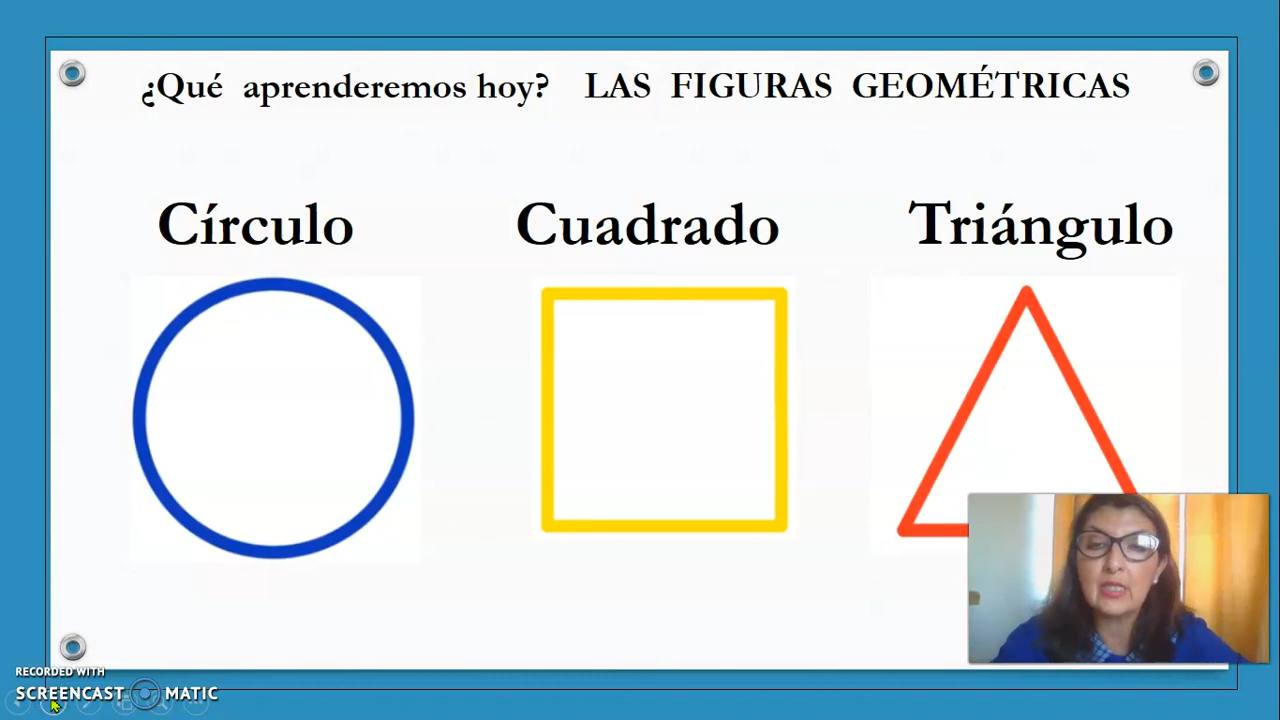 ¿Qué aprenderemos hoy? LAS FIGURAS GEOMÉTRICAS
Círculo Cuadrado Triángulo
RECORDED WITH
SCREENCAST MATIC